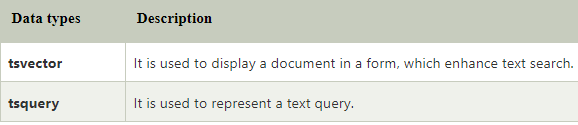 Data types Description
tsvector It is used to display a document in a form, which enhance text search.
tsquery It is used to represent a text query.